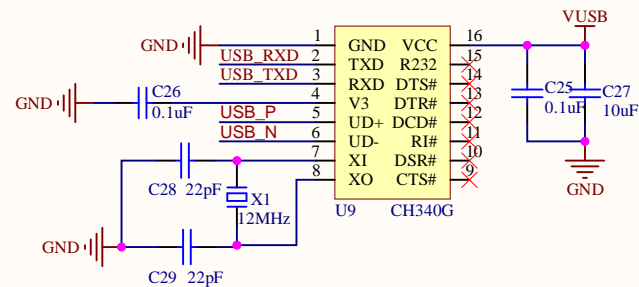 VUSB
GND
1
GND
VCC
16
USB_RXD
2
TXD
R232
15
USB_TXD
3
RXD
DTS#
14
C26
0.1uF
GND
4
V3
DTR#
13
USB_P
5
UD+
DCD#
12
USB_N
6
UD-
RI#
11
7
XI
DSR#
10
8
XO
CTS#
9
C25
0.1uF
C27
10uF
GND
C28
22pF
X1
12MHz
U9
CH340G
GND
C29
22pF